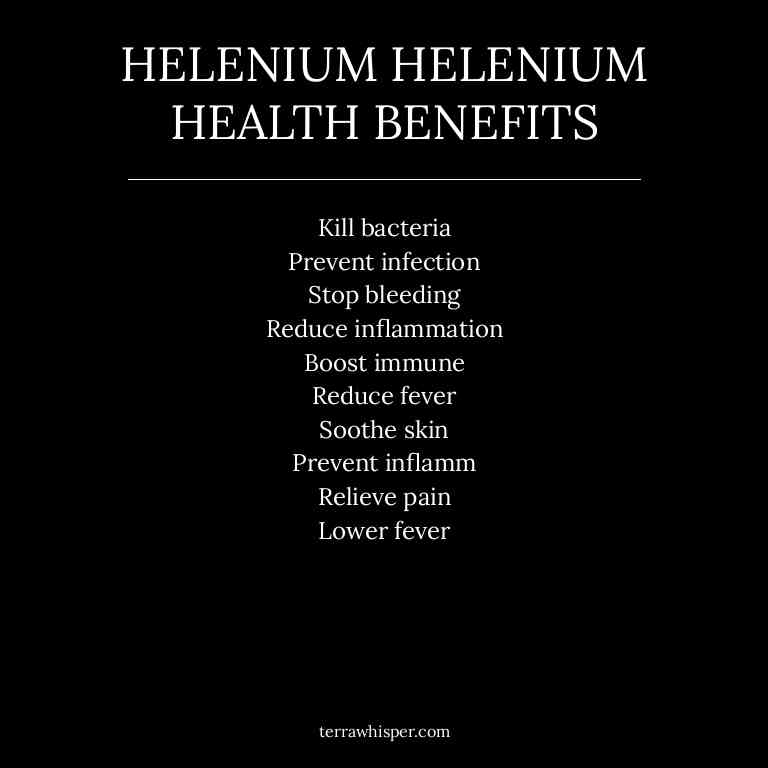 HELENIUM HELENIUM
HEALTH BENEFITS
Kill bacteria
Prevent infection
Stop bleeding
Reduce inflammation
Boost immune
Reduce fever
Soothe skin
Prevent inflamm
Relieve pain
Lower fever
terrawhisper.com